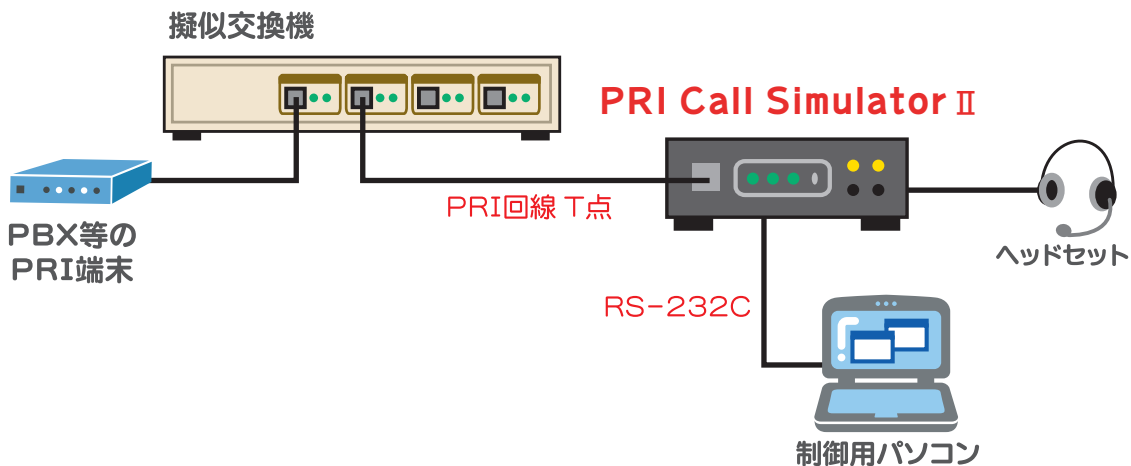 擬似交換機
PRI Call Simulator Ⅱ
PRI回線 T点
PBX等の
PRI端末
ヘッドセット
RS-232C
制御用パソコン